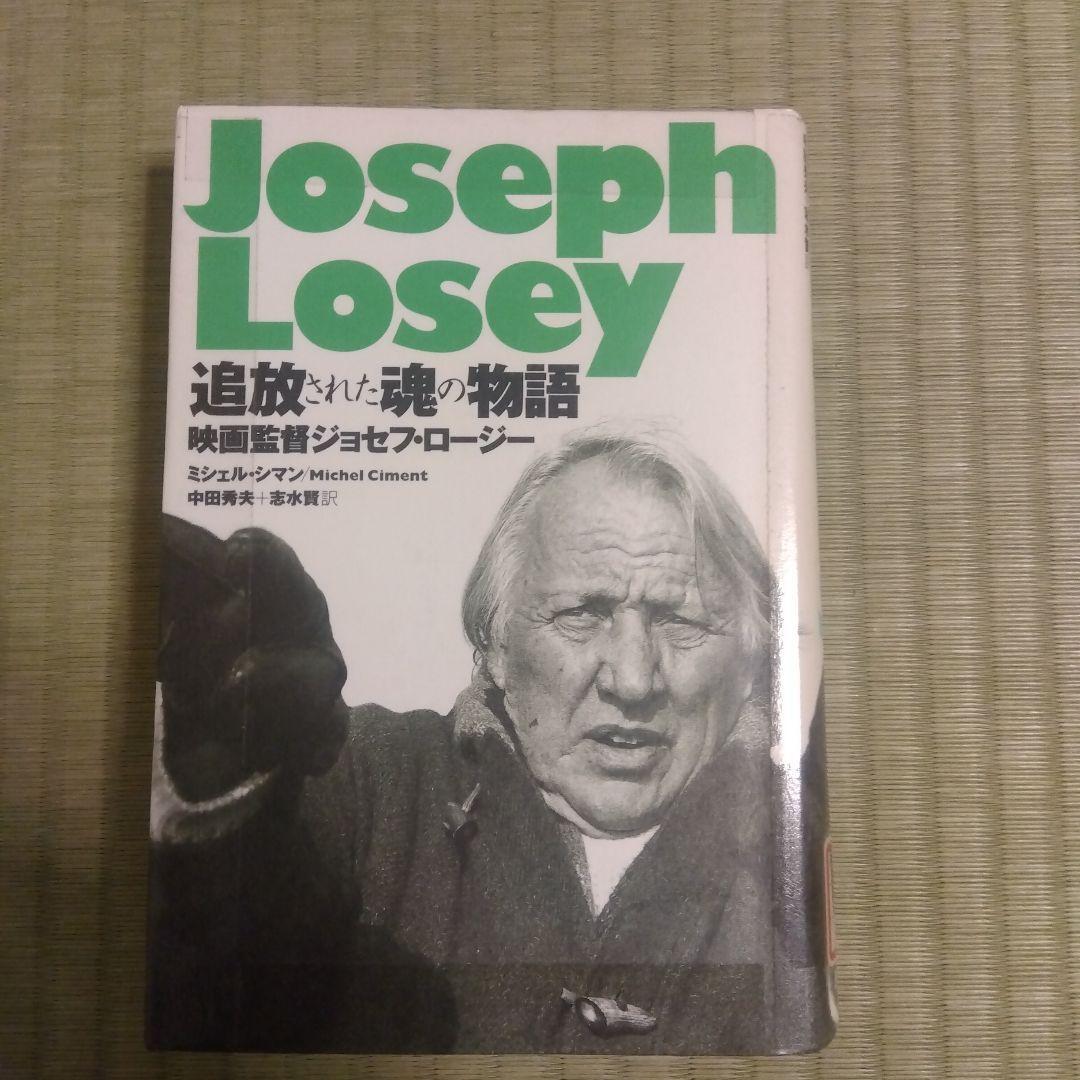 Joseph
Losey
追放された魂の物語
映画監督ジョセフ・ロージー
ミシェル・シマン/Michel Ciment
中田秀夫+志水賢訳